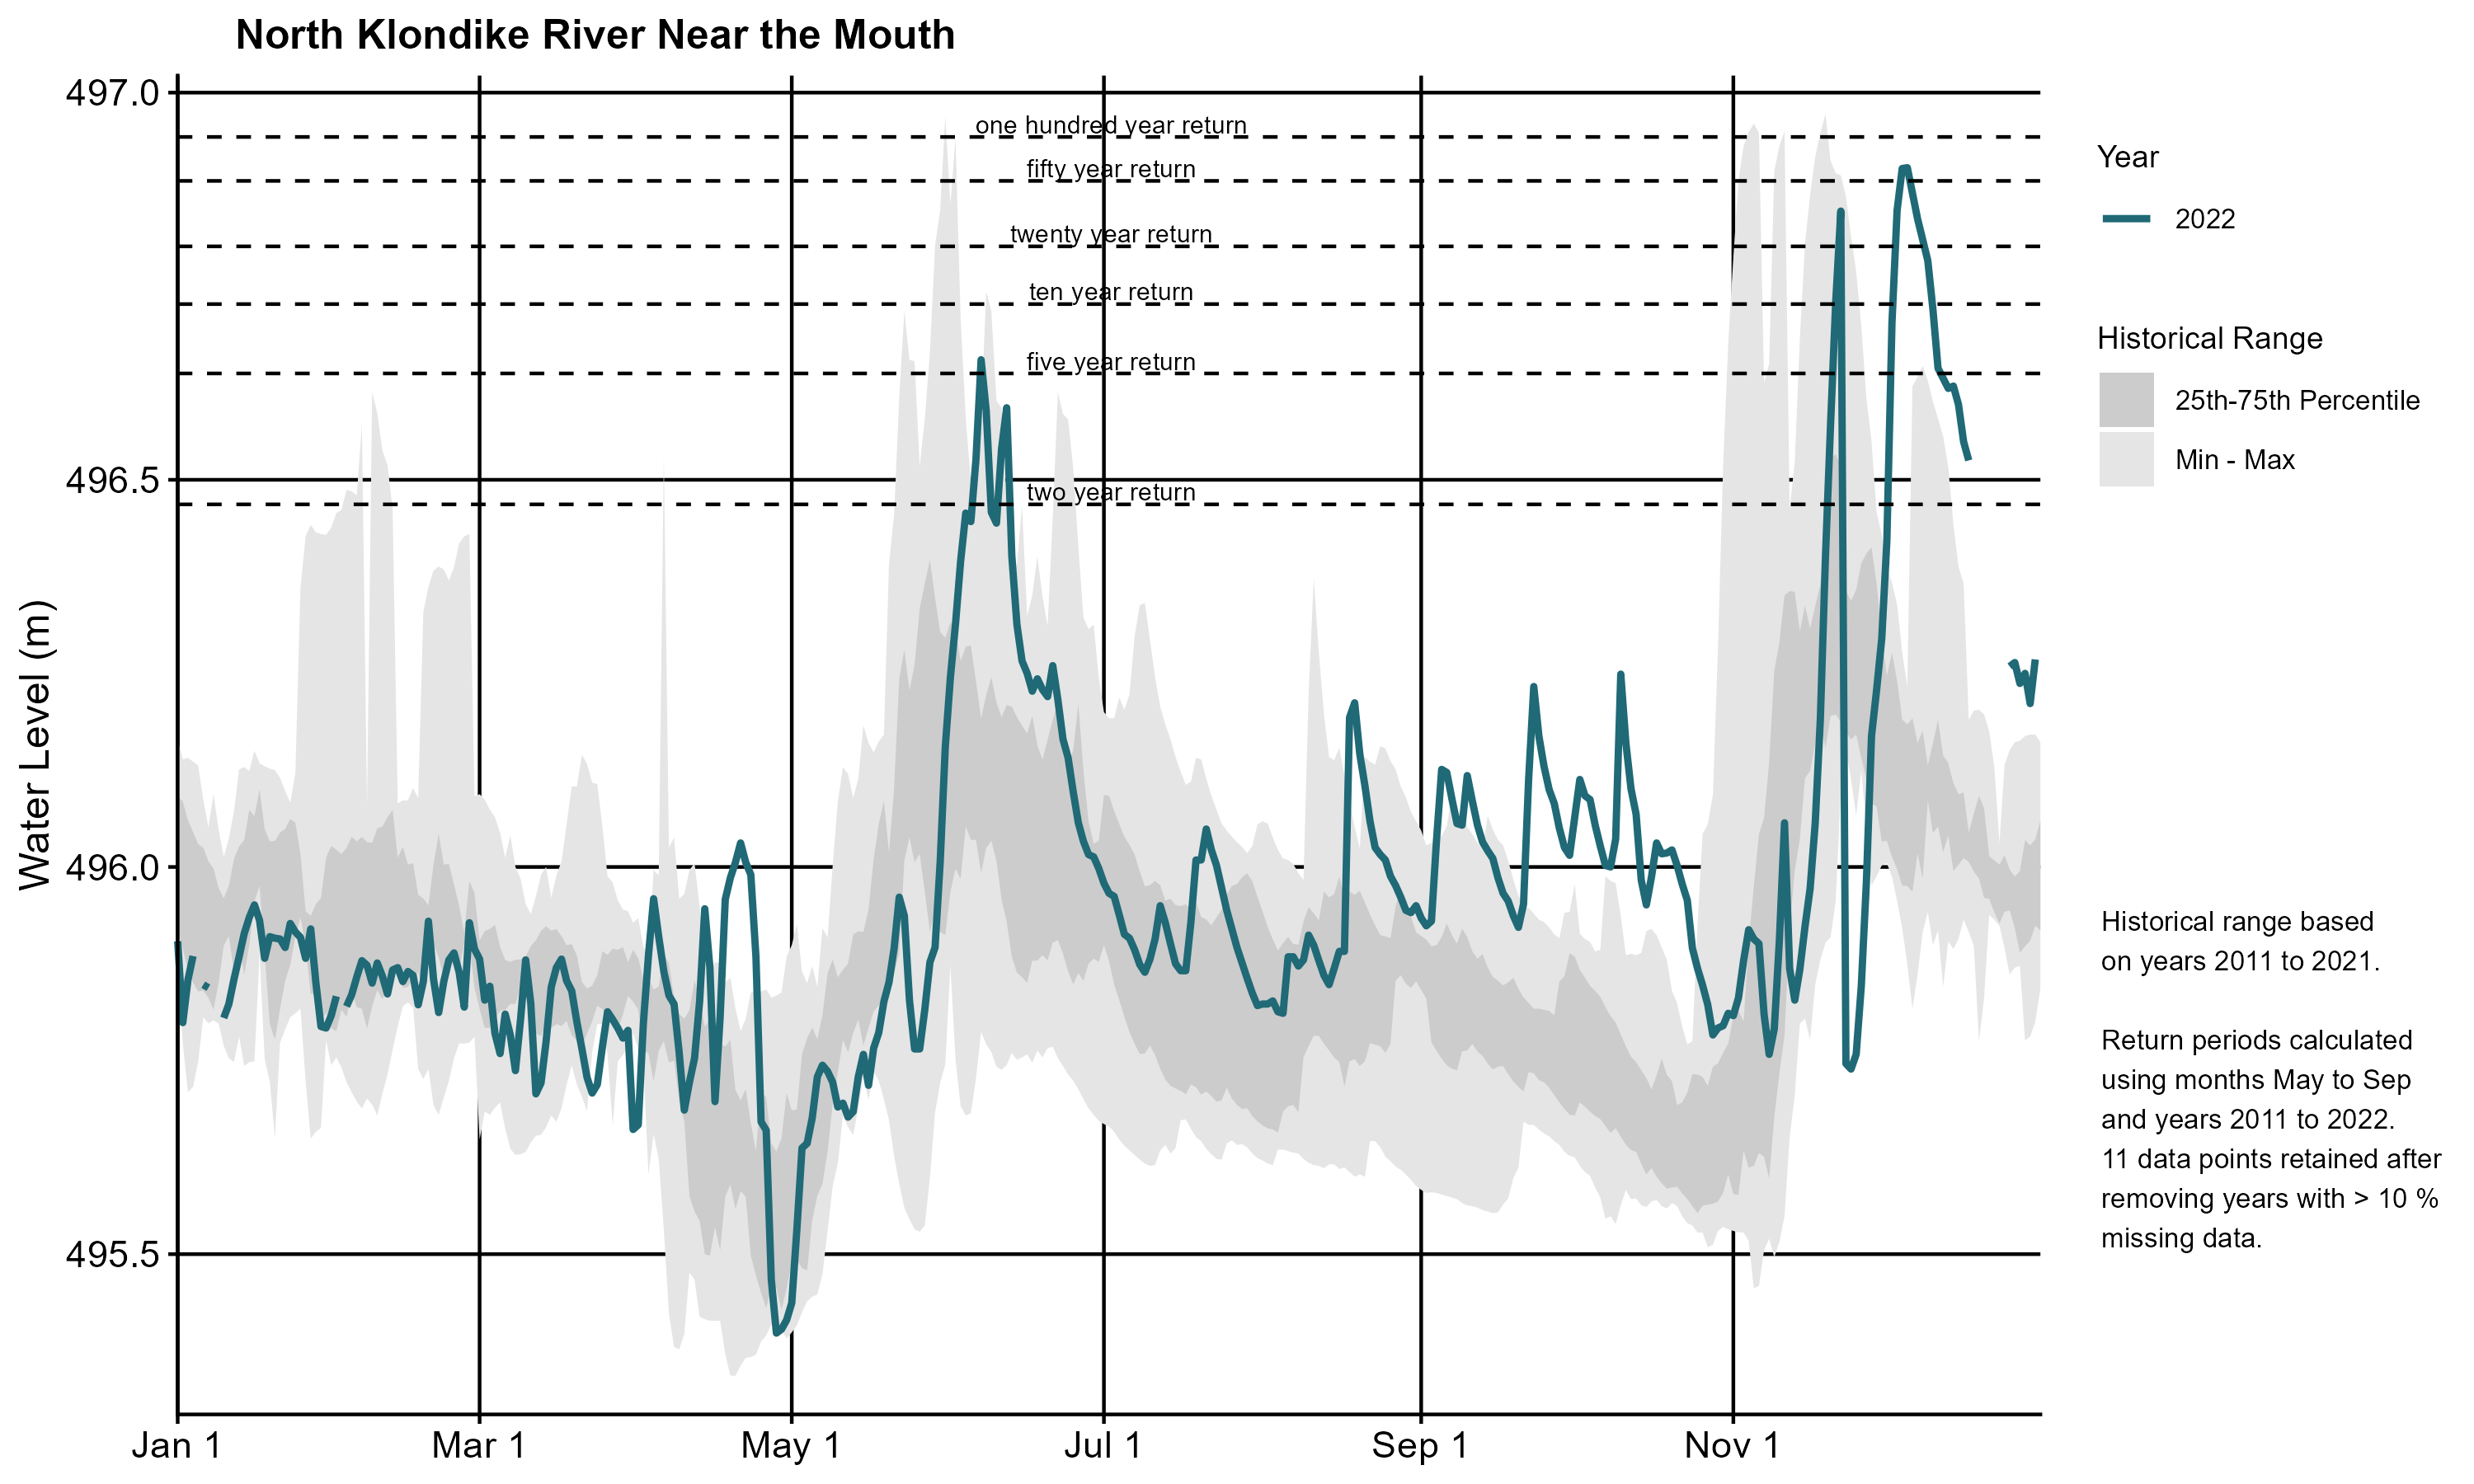 North Klondike River Near the Mouth
497.0
496.5
496.0
495.5
Water Level (m)
one hundred year return
fifty year return
twenty year return
ten year return
five year return
two year return
Jan 1
Mar 1
May 1
Jul 1
Sep 1
Nov 1
Year
2022
Historical Range
25th-75th Percentile
Min - Max
Historical range based
on years 2011 to 2021.
Return periods calculated
using months May to Sep
and years 2011 to 2022.
11 data points retained after
removing years with > 10 %
missing data.